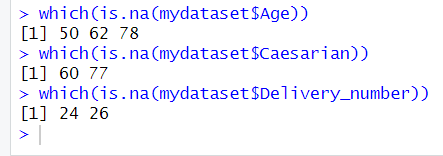 > which(is.na(mydataset$Age))
[1] 50 62 78
> which(is.na(mydataset$Caesarian))
[1] 60 77
> which(is.na(mydataset$Delivery_number))
[1] 24 26
>